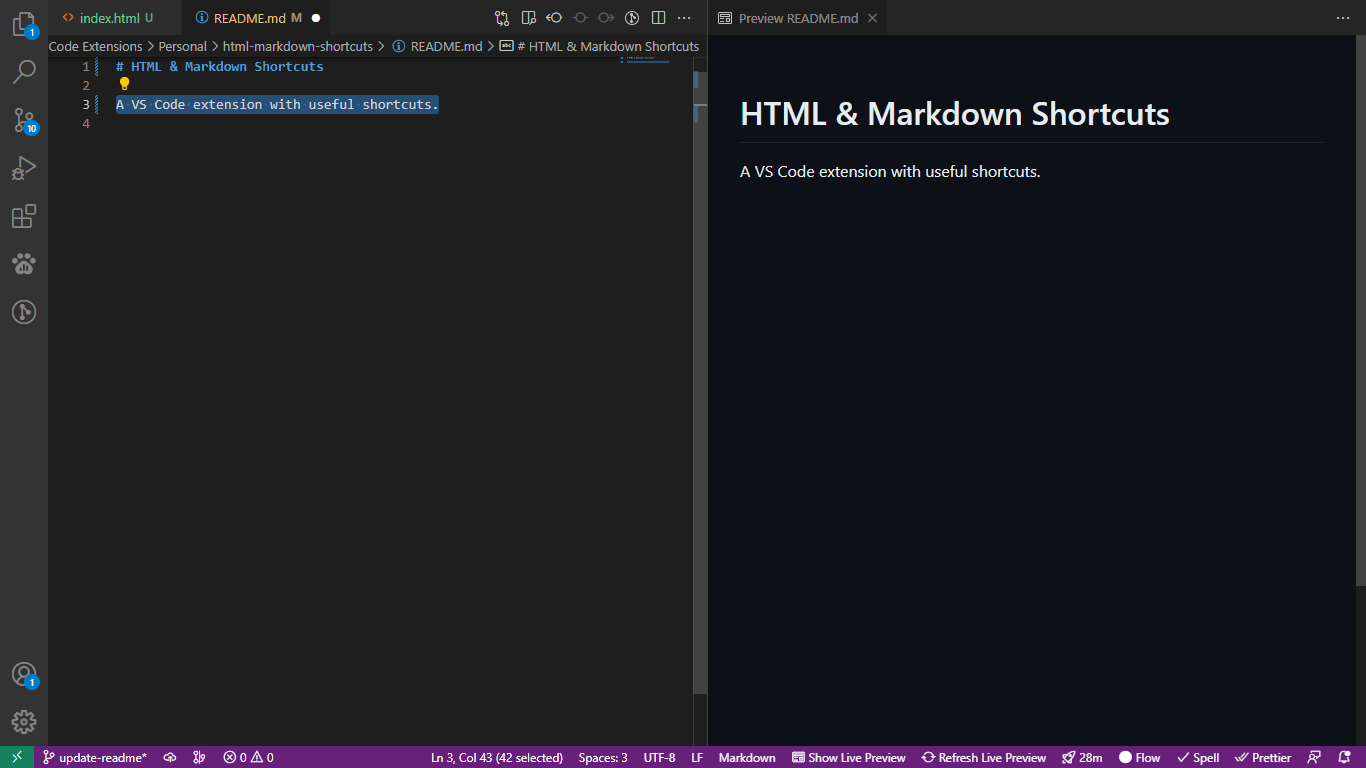 index.html U
README.md M
Preview README.md
Code Extensions > Personal > html-markdown-shortcuts > README.md > # HTML & Markdown Shortcuts
1 # HTML & Markdown Shortcuts
2
3 A VS Code extension with useful shortcuts.
4
HTML & Markdown Shortcuts
A VS Code extension with useful shortcuts.
1
10
1
update-readme* 0 0 Ln 3, Col 43 (42 selected) Spaces: 3 UTF-8 LF Markdown Show Live Preview Refresh Live Preview 28m Flow Spell Prettier